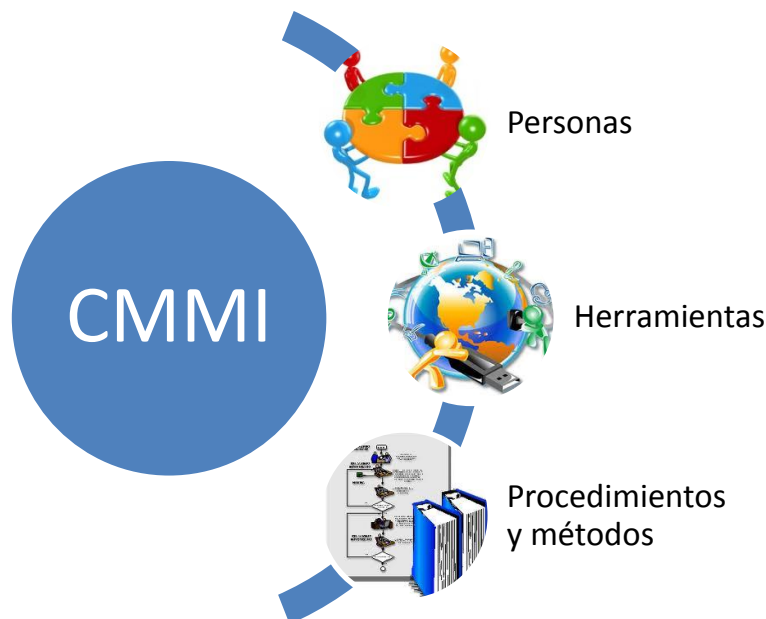 CMMI
Personas
Herramientas
Procedimientos
y métodos